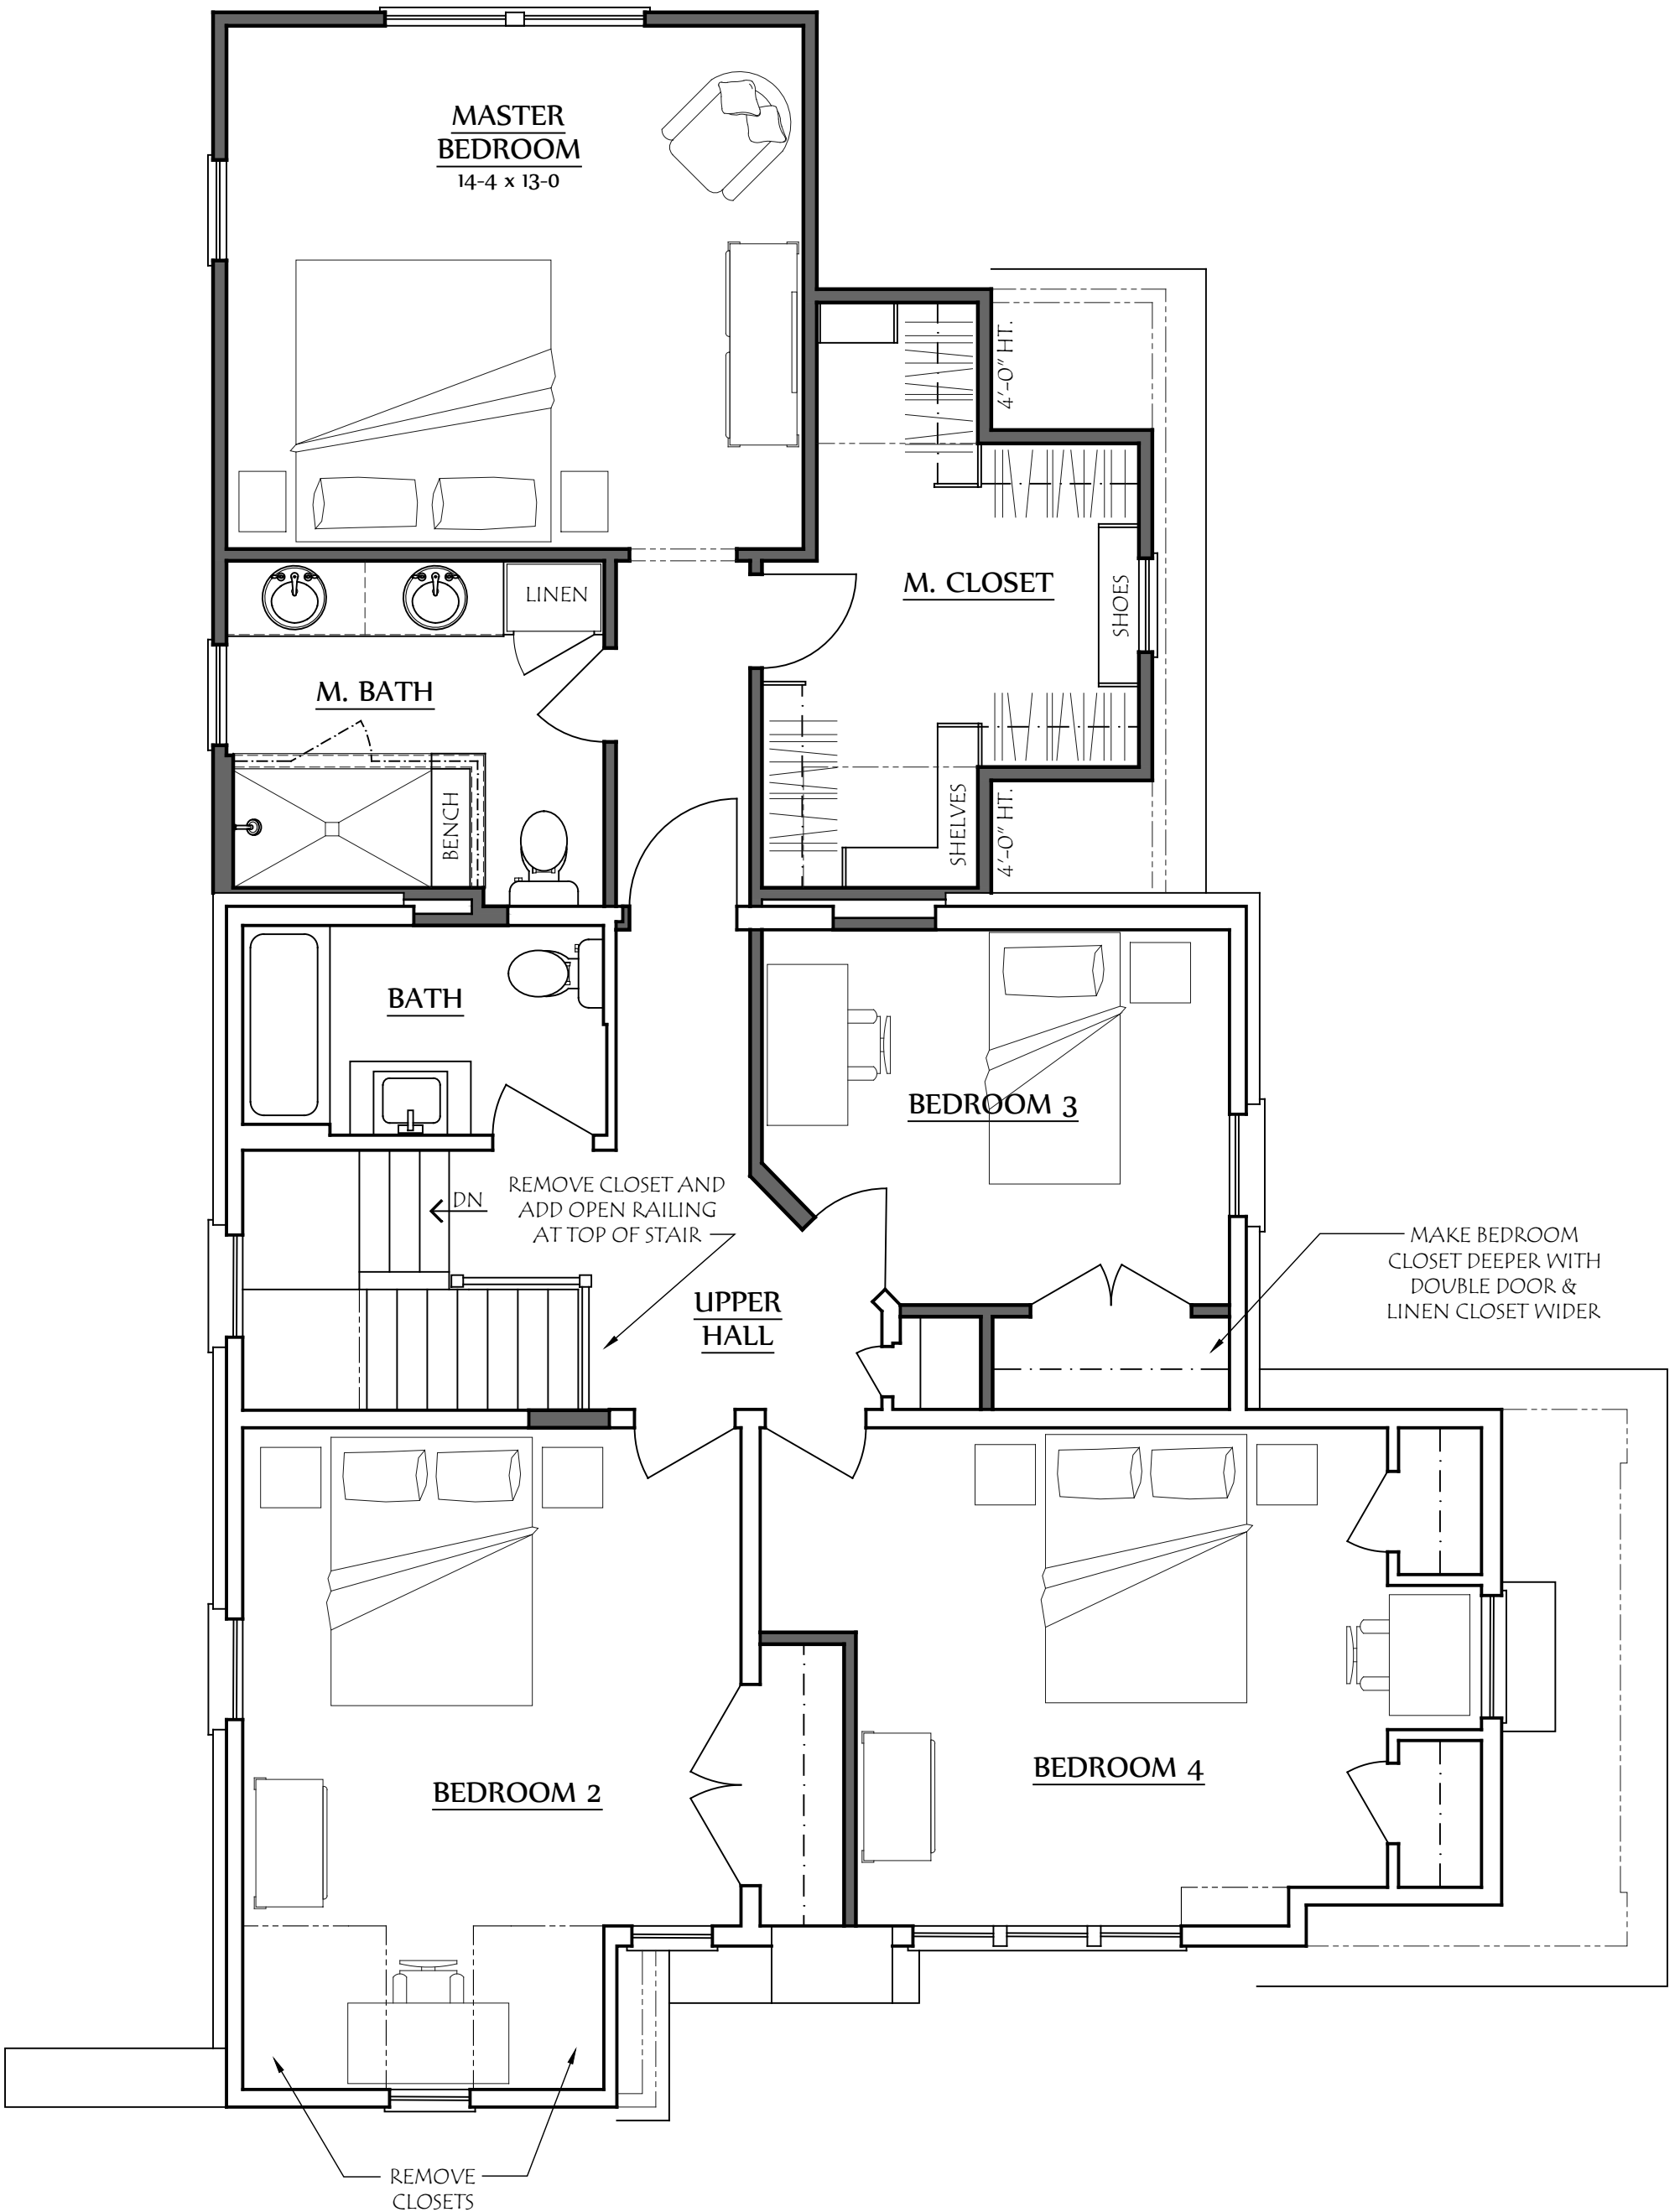 MASTER
BEDROOM
14-4 x 13-0
4'-0" HT.
LINEN
M. CLOSET
SHOES
M. BATH
BENCH
SHELVES
4'-0" HT.
BATH
BEDROOM 3
DN
REMOVE CLOSET AND
ADD OPEN RAILING
AT TOP OF STAIR
MAKE BEDROOM
CLOSET DEEPER WITH
DOUBLE DOOR &
LINEN CLOSET WIDER
UPPER
HALL
BEDROOM 2
BEDROOM 4
REMOVE
CLOSETS